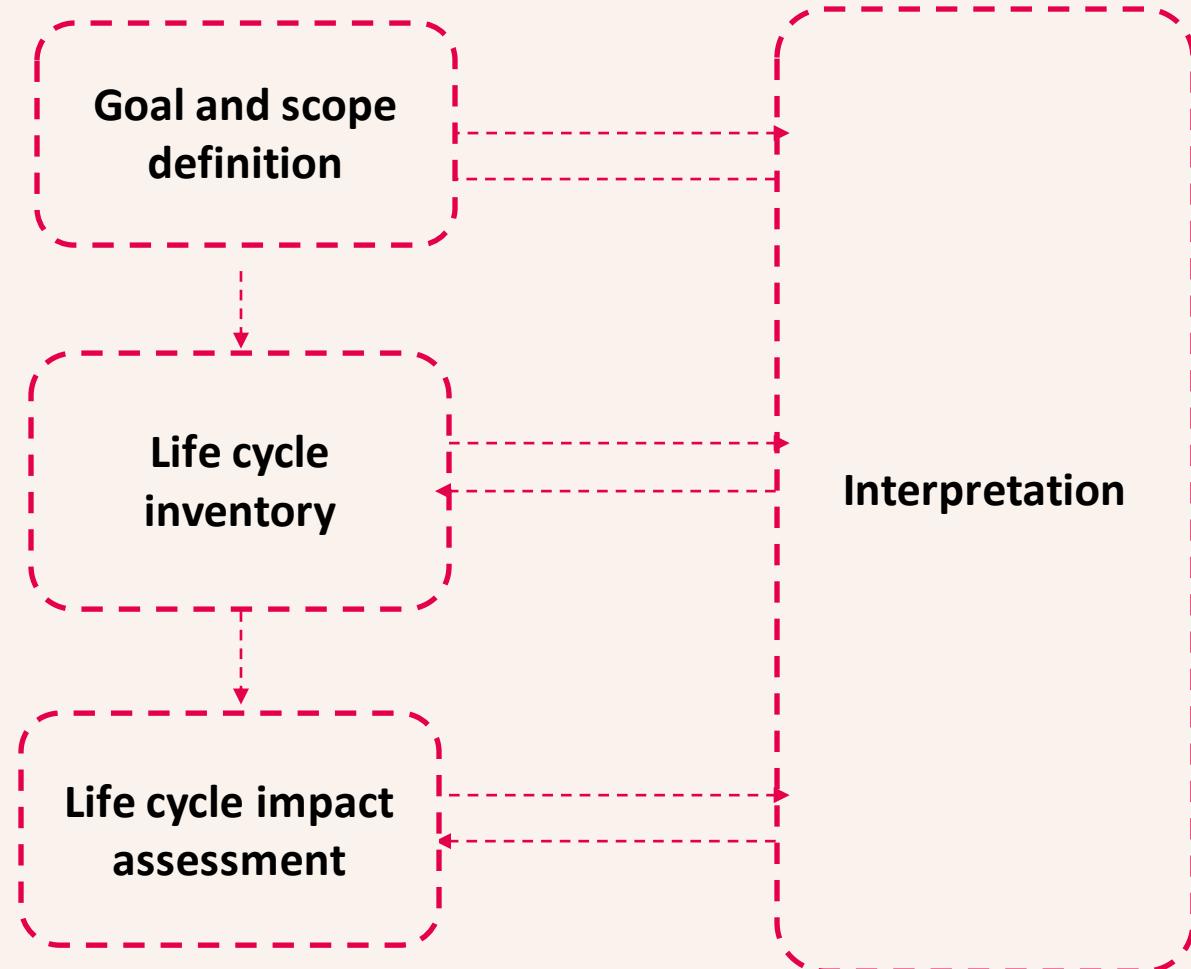 Goal and scope
definition
Life cycle
inventory
Interpretation
Life cycle impact
assessment